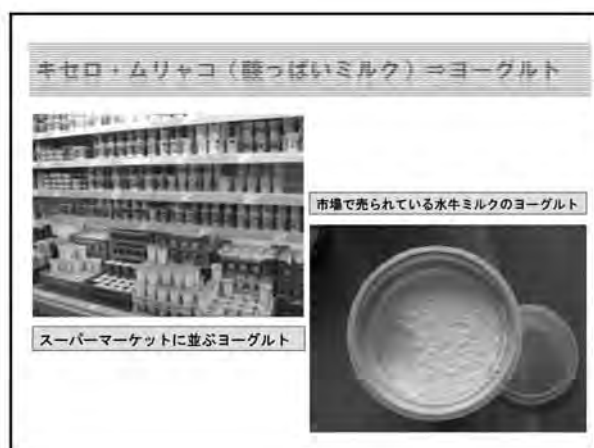 キセロ・ムリャコ（酸っぱいミルク）⇒ヨーグルト
市場で売られている水牛ミルクのヨーグルト
スーパーマーケットに並ぶヨーグルト